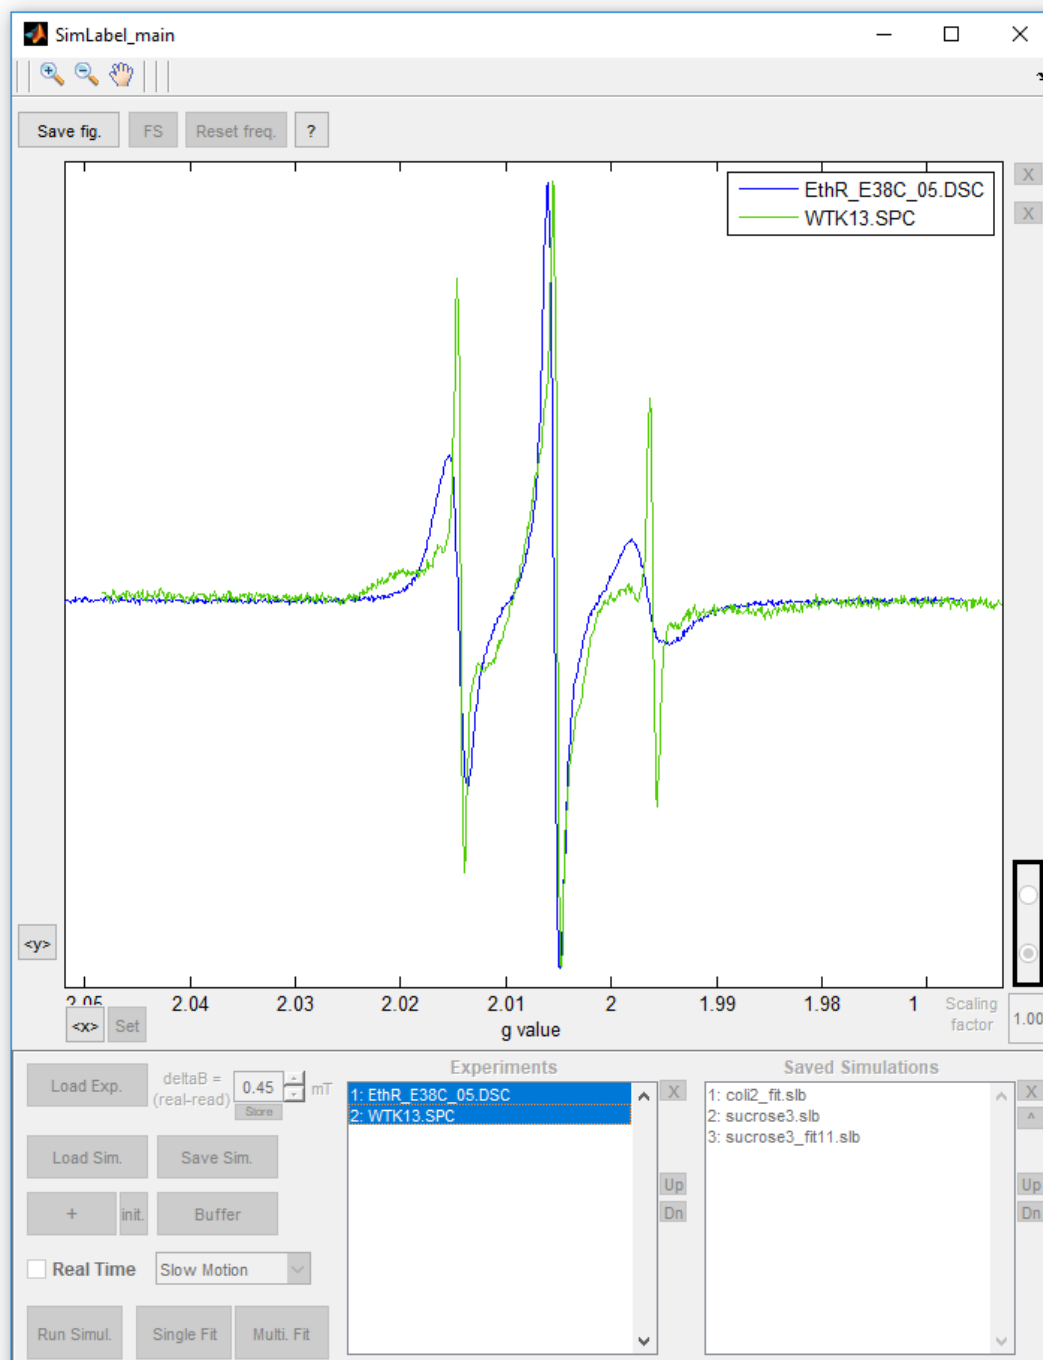 SimLabel_main
Save fig. FS Reset freq. ?
X
EthR_E38C_05.DSC
WTK13.SPC
X
<y>
2.05 2.04 2.03 2.02 2.01 2 1.99 1.98 1
<x> Set
g value
Scaling factor
1.00
Load Exp.
deltaB =
(real-read)
0.45 mT
Store
Experiments
1: EthR_E38C_05.DSC
2: WTK13.SPC
X
Up
Dn
Saved Simulations
1: coli2_fit.slb
2: sucrose3.slb
3: sucrose3_fit11.slb
X
^
Up
Dn
Load Sim. Save Sim.
+ init. Buffer
Real Time Slow Motion
Run Simul. Single Fit Multi. Fit